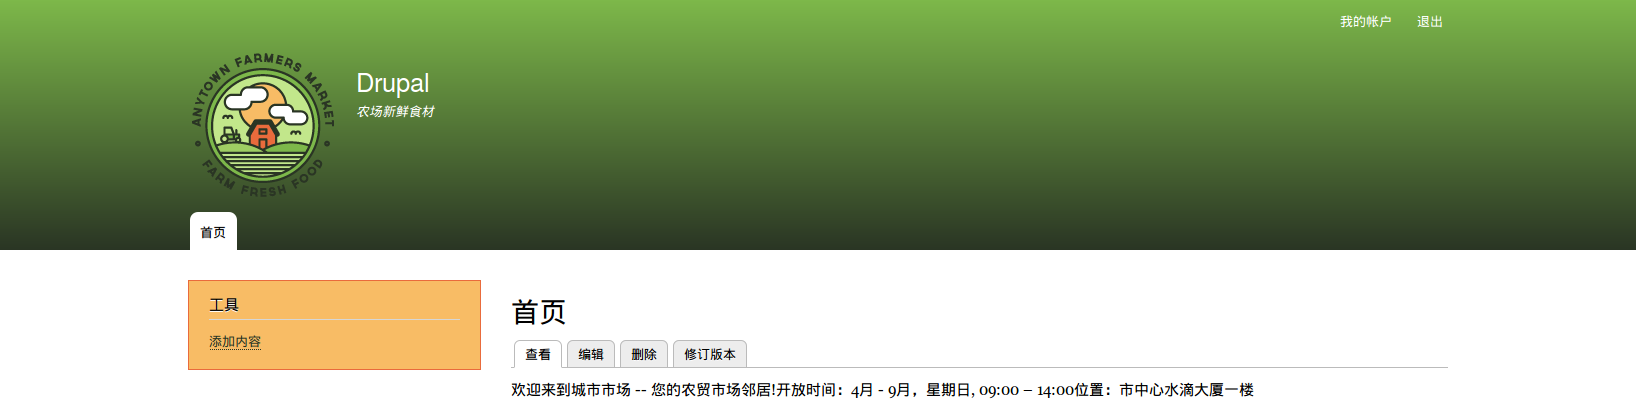 我的帐户 退出
ANYTOWN FARMERS MARKET
FARM FRESH FOOD
Drupal
农场新鲜食材
首页
工具
添加内容
首页
查看 编辑 删除 修订版本
欢迎来到城市市场 -- 您的农贸市场邻居!开放时间：4月 - 9月，星期日, 09:00 – 14:00位置：市中心水滴大厦一楼